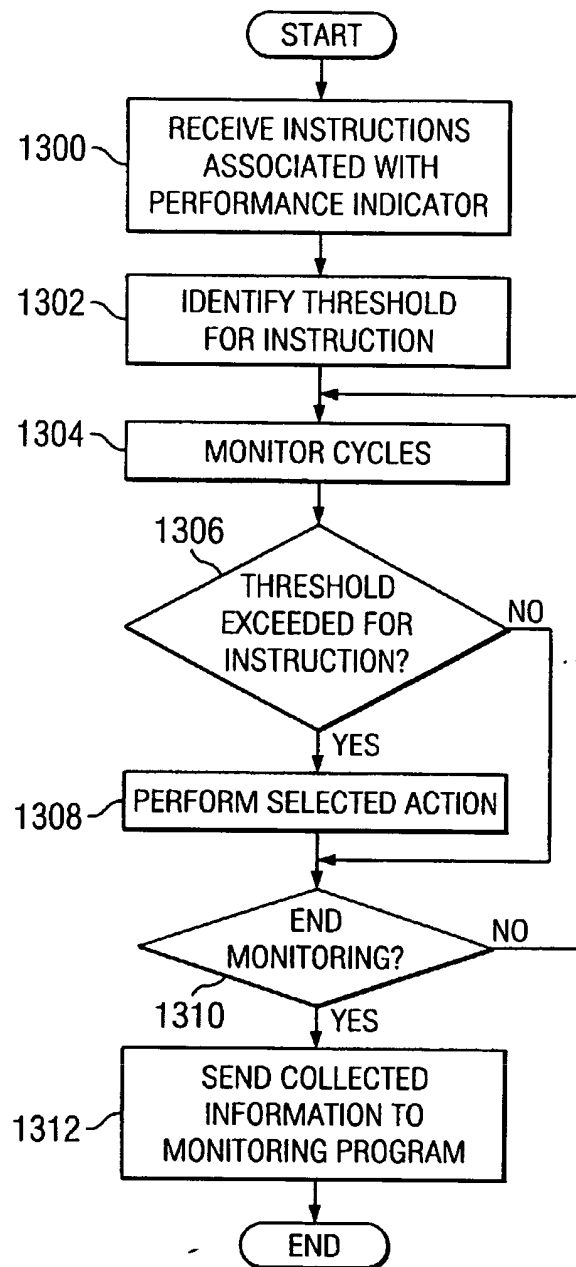 START
1300
RECEIVE INSTRUCTIONS
ASSOCIATED WITH
PERFORMANCE INDICATOR
1302
IDENTIFY THRESHOLD
FOR INSTRUCTION
1304
MONITOR CYCLES
1306
THRESHOLD
EXCEEDED FOR
INSTRUCTION?
NO
YES
1308
PERFORM SELECTED ACTION
END
MONITORING?
NO
1310
YES
1312
SEND COLLECTED
INFORMATION TO
MONITORING PROGRAM
END